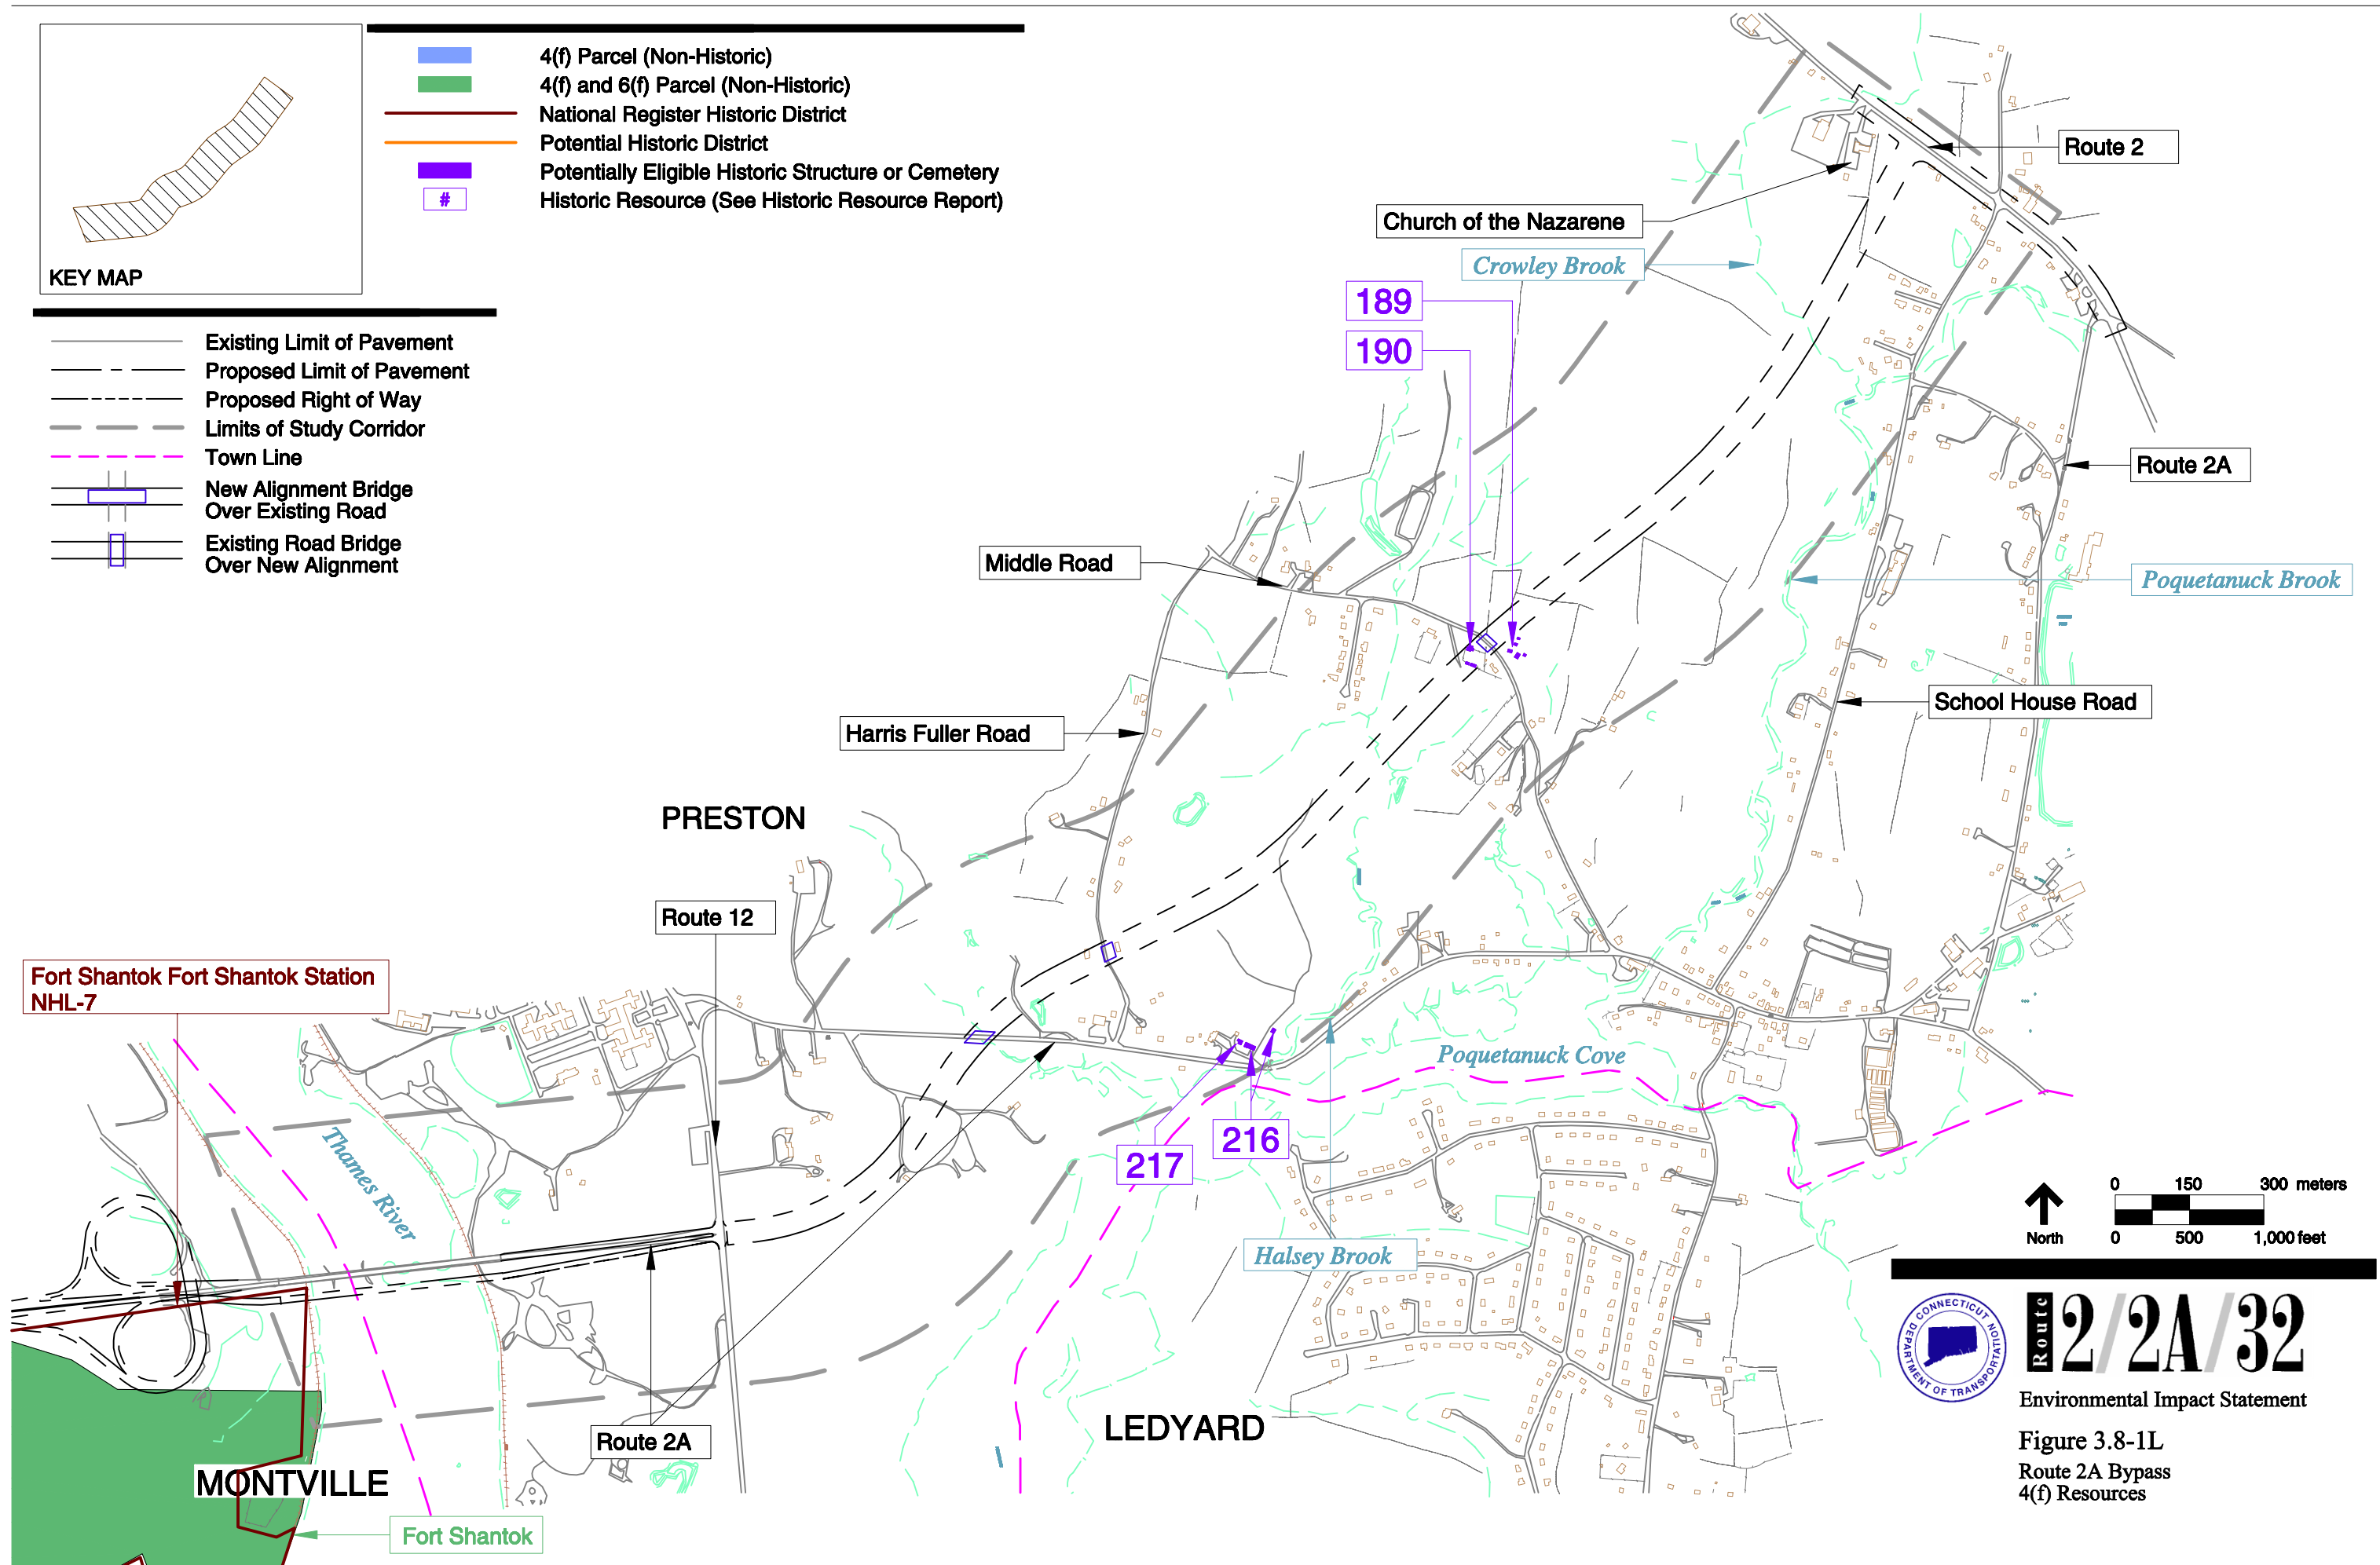 KEY MAP
4(f) Parcel (Non-Historic)
4(f) and 6(f) Parcel (Non-Historic)
National Register Historic District
Potential Historic District
Potentially Eligible Historic Structure or Cemetery
# Historic Resource (See Historic Resource Report)
Existing Limit of Pavement
Proposed Limit of Pavement
Proposed Right of Way
Limits of Study Corridor
Town Line
New Alignment Bridge
Over Existing Road
Existing Road Bridge
Over New Alignment
Route 2
Church of the Nazarene
Crowley Brook
189
190
Route 2A
Middle Road
Poquetanuck Brook
School House Road
Harris Fuller Road
PRESTON
Route 12
Fort Shantok Fort Shantok Station
NHL-7
Poquetanuck Cove
Thames River
216
217
Halsey Brook
Route 2A
LEDYARD
MONTVILLE
Fort Shantok
North
0 150 300 meters
0 500 1,000 feet
CONNECTICUT
DEPARTMENT OF TRANSPORTATION
Route 2/2A/32
Environmental Impact Statement
Figure 3.8-1L
Route 2A Bypass
4(f) Resources